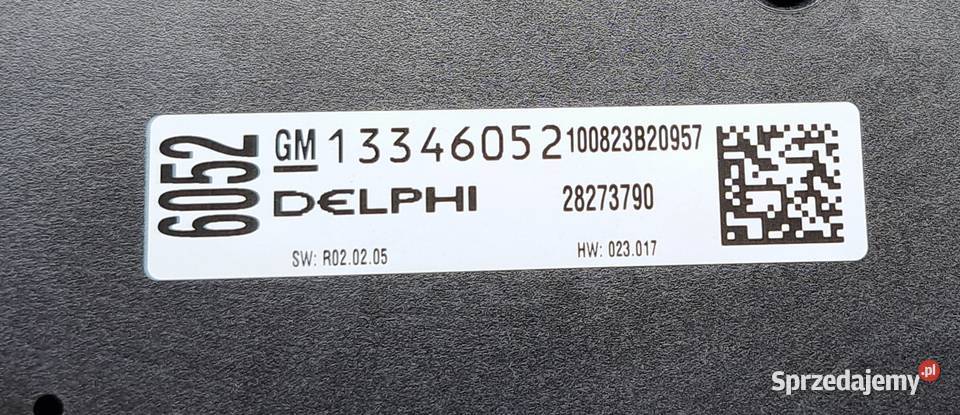 6052
GM 13346052 100823B20957
DELPHI 28273790
SW: R02.02.05 HW: 023.017
Sprzedajemy.pl